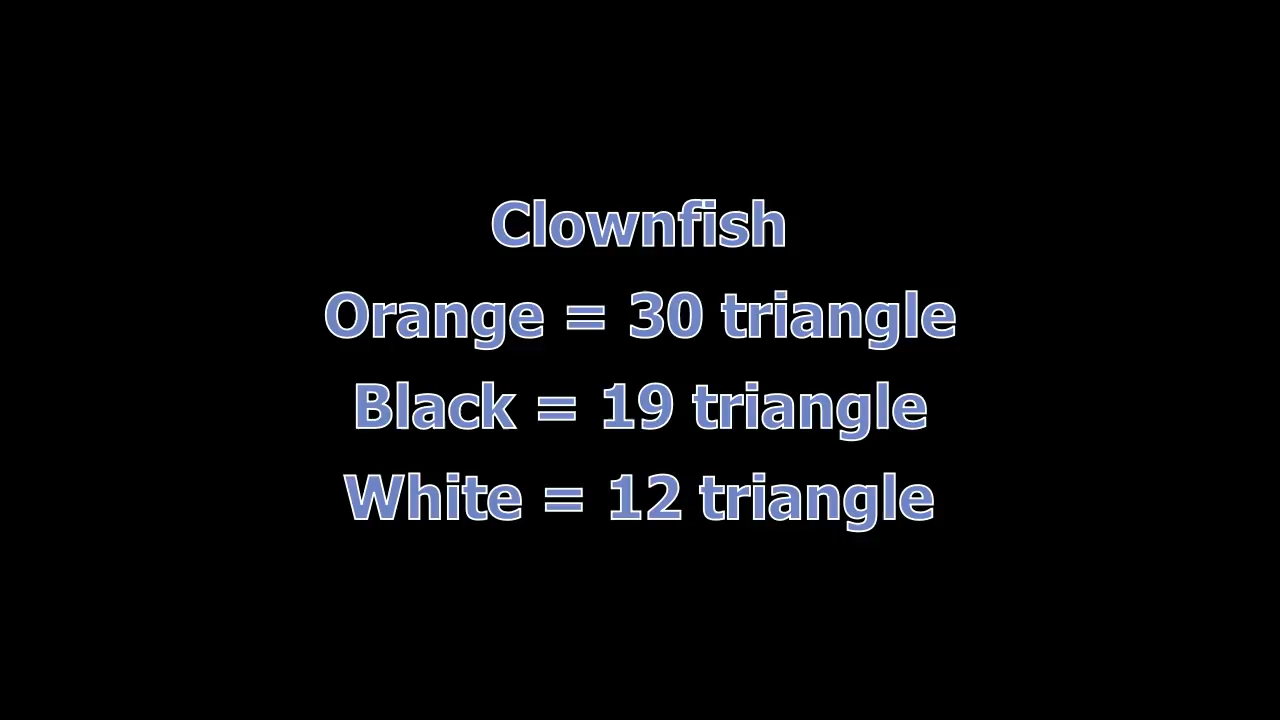 Clownfish
Orange = 30 triangle
Black = 19 triangle
White = 12 triangle